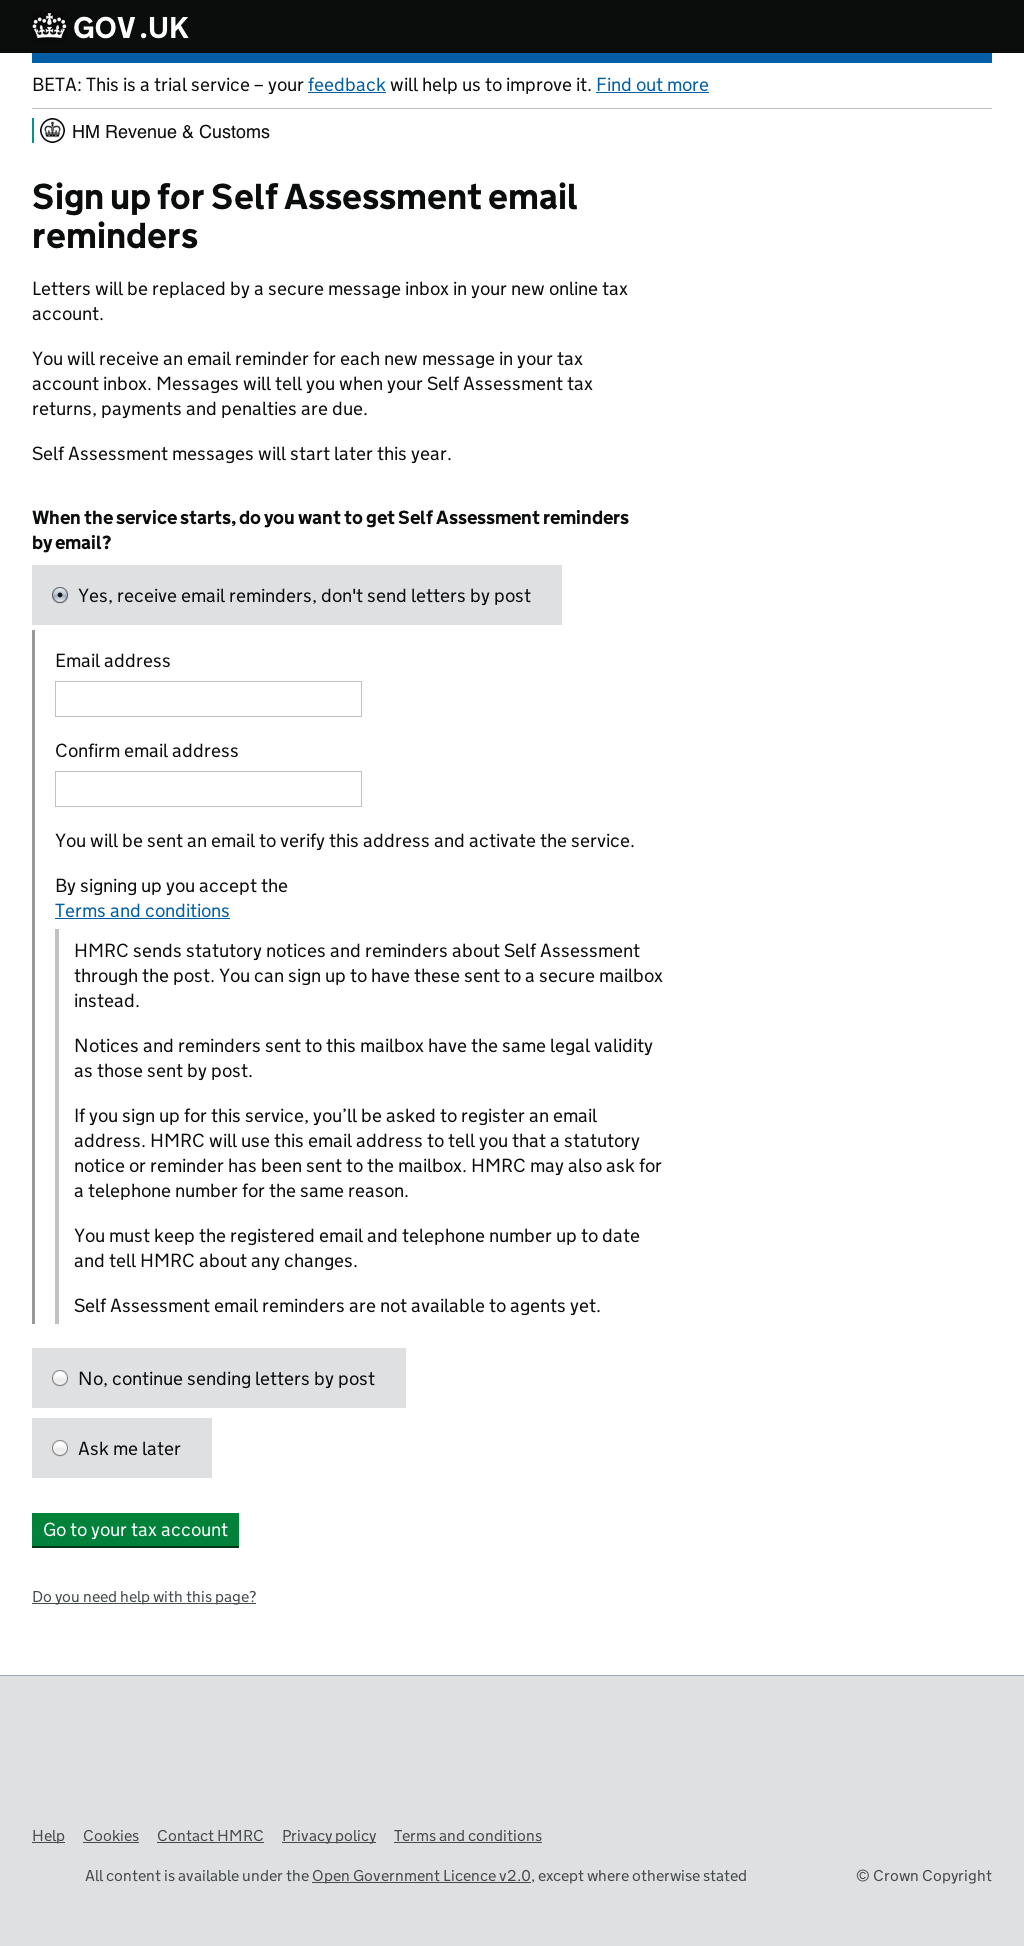 GOV.UK
BETA: This is a trial service – your feedback will help us to improve it. Find out more
HM Revenue & Customs
Sign up for Self Assessment email
reminders
Letters will be replaced by a secure message inbox in your new online tax
account.
You will receive an email reminder for each new message in your tax
account inbox. Messages will tell you when your Self Assessment tax
returns, payments and penalties are due.
Self Assessment messages will start later this year.
When the service starts, do you want to get Self Assessment reminders
by email?
Yes, receive email reminders, don't send letters by post
Email address
Confirm email address
You will be sent an email to verify this address and activate the service.
By signing up you accept the
Terms and conditions
HMRC sends statutory notices and reminders about Self Assessment
through the post. You can sign up to have these sent to a secure mailbox
instead.
Notices and reminders sent to this mailbox have the same legal validity
as those sent by post.
If you sign up for this service, you’ll be asked to register an email
address. HMRC will use this email address to tell you that a statutory
notice or reminder has been sent to the mailbox. HMRC may also ask for
a telephone number for the same reason.
You must keep the registered email and telephone number up to date
and tell HMRC about any changes.
Self Assessment email reminders are not available to agents yet.
No, continue sending letters by post
Ask me later
Go to your tax account
Do you need help with this page?
Help Cookies Contact HMRC Privacy policy Terms and conditions
All content is available under the Open Government Licence v2.0, except where otherwise stated © Crown Copyright